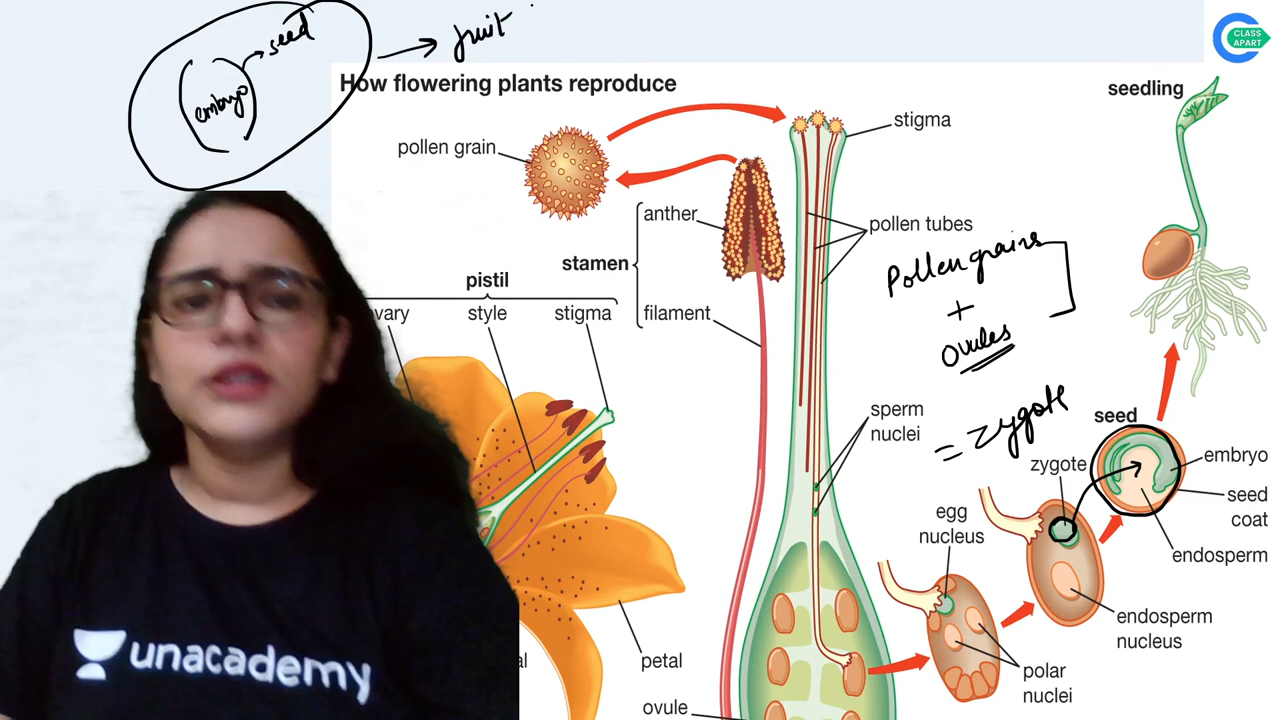 embryo
seed
fruit
CLASS
APART
How flowering plants reproduce
seedling
stigma
pollen grain
anther
pollen tubes
stamen
Pollengrains
+
Ovules
= zygote
pistil
vary
style
stigma
filament
sperm
nuclei
seed
zygote
embryo
seed
coat
egg
nucleus
endosperm
endosperm
nucleus
unacademy
al
petal
polar
nuclei
ovule